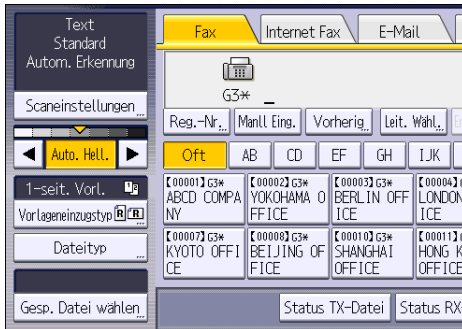 Text
Standard
Autom. Erkennung
Scaneinstellungen
Auto. Hell.
1-seit. Vorl.
Vorlageneinzugstyp
Dateityp
Gesp. Datei wählen
Fax
Internet Fax
E-Mail
G3* _
Reg.-Nr.
Manll Eing.
Vorherig.
Leit. Wähl.
Oft
AB
CD
EF
GH
IJK
【00001】G3*
ABCD COMPA
NY
【00002】G3*
YOKOHAMA O
FFICE
【00003】G3*
BERLIN OFF
ICE
【00004】
LONDON
ICE
【00007】G3*
KYOTO OFFI
CE
【00008】G3*
BEIJING OF
FICE
【00010】G3*
SHANGHAI
OFFICE
【00011】
HONG K
OFFICE
Status TX-Datei
Status RX